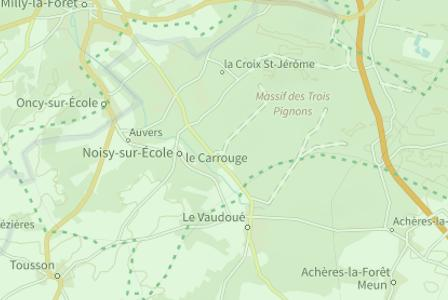 Milly-la-Forêt
la Croix St-Jérôme
Massif des Trois
Pignons
Oncy-sur-École
Auvers
Noisy-sur-École
le Carrouge
Le Vaudoué
Achères-la-
ézières
Tousson
Achères-la-Forêt
Meun